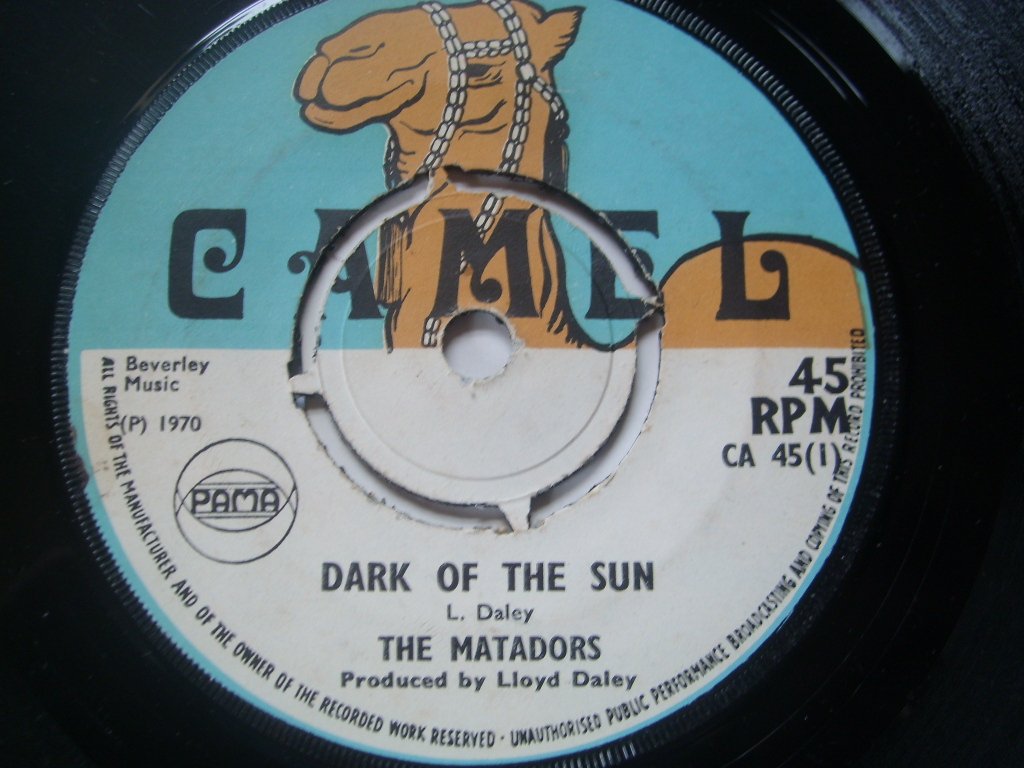 CAMEL
Beverley
Music
(P) 1970
45
RPM
CA 45(1)
PAMA
DARK OF THE SUN
L. Daley
THE MATADORS
Produced by Lloyd Daley
ALL RIGHTS OF THE MANUFACTURER AND OF THE OWNER OF THE RECORDED WORK RESERVED · UNAUTHORISED PUBLIC PERFORMANCE BROADCASTING AND COPYING OF THIS RECORD PROHIBITED